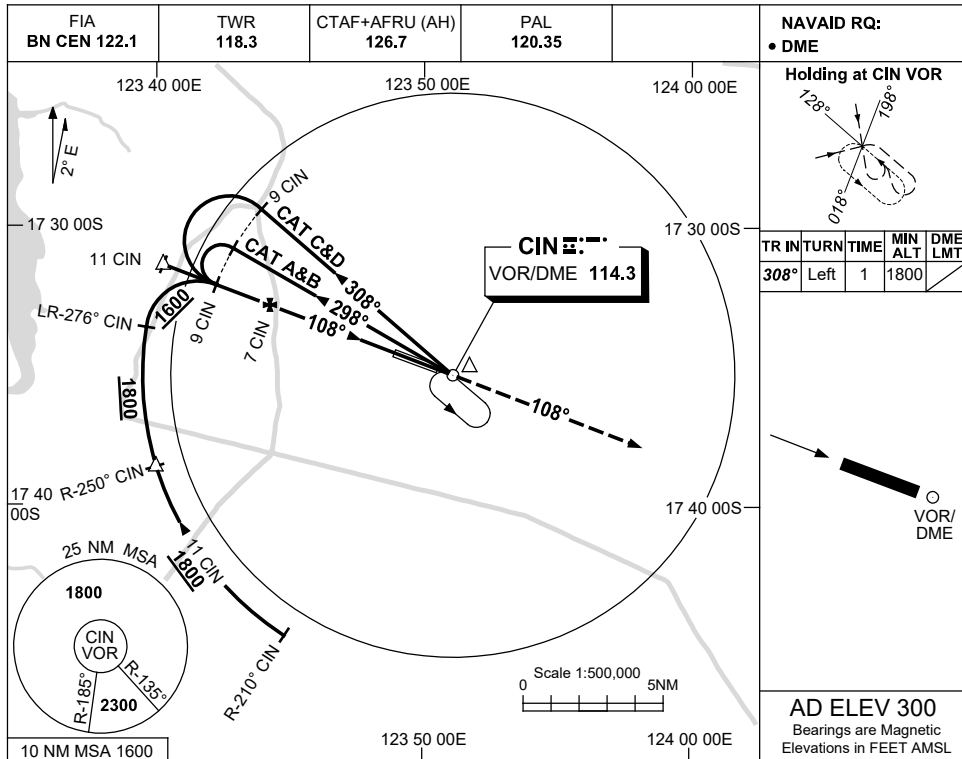 FIA
BN CEN 122.1
TWR
118.3
CTAF+AFRU (AH)
126.7
PAL
120.35
NAVAID RQ:
• DME
Holding at CIN VOR
128°
198°
018°
TR IN TURN TIME MIN ALT DME LMT
308° Left 1 1800
123 40 00E
123 50 00E
124 00 00E
2° E
17 30 00S
17 30 00S
9 CIN
CAT C&D
CAT A&B
308°
298°
108°
11 CIN
1600
LR-276° CIN
9 CIN
7 CIN
CIN
VOR/DME 114.3
108°
1800
R-250° CIN
17 40 00S
17 40 00S
11 CIN
1800
R-210° CIN
25 NM MSA
1800
CIN VOR
R-185°
R-135°
2300
10 NM MSA 1600
Scale 1:500,000
0 5NM
123 50 00E
124 00 00E
VOR/
DME
AD ELEV 300
Bearings are Magnetic
Elevations in FEET AMSL